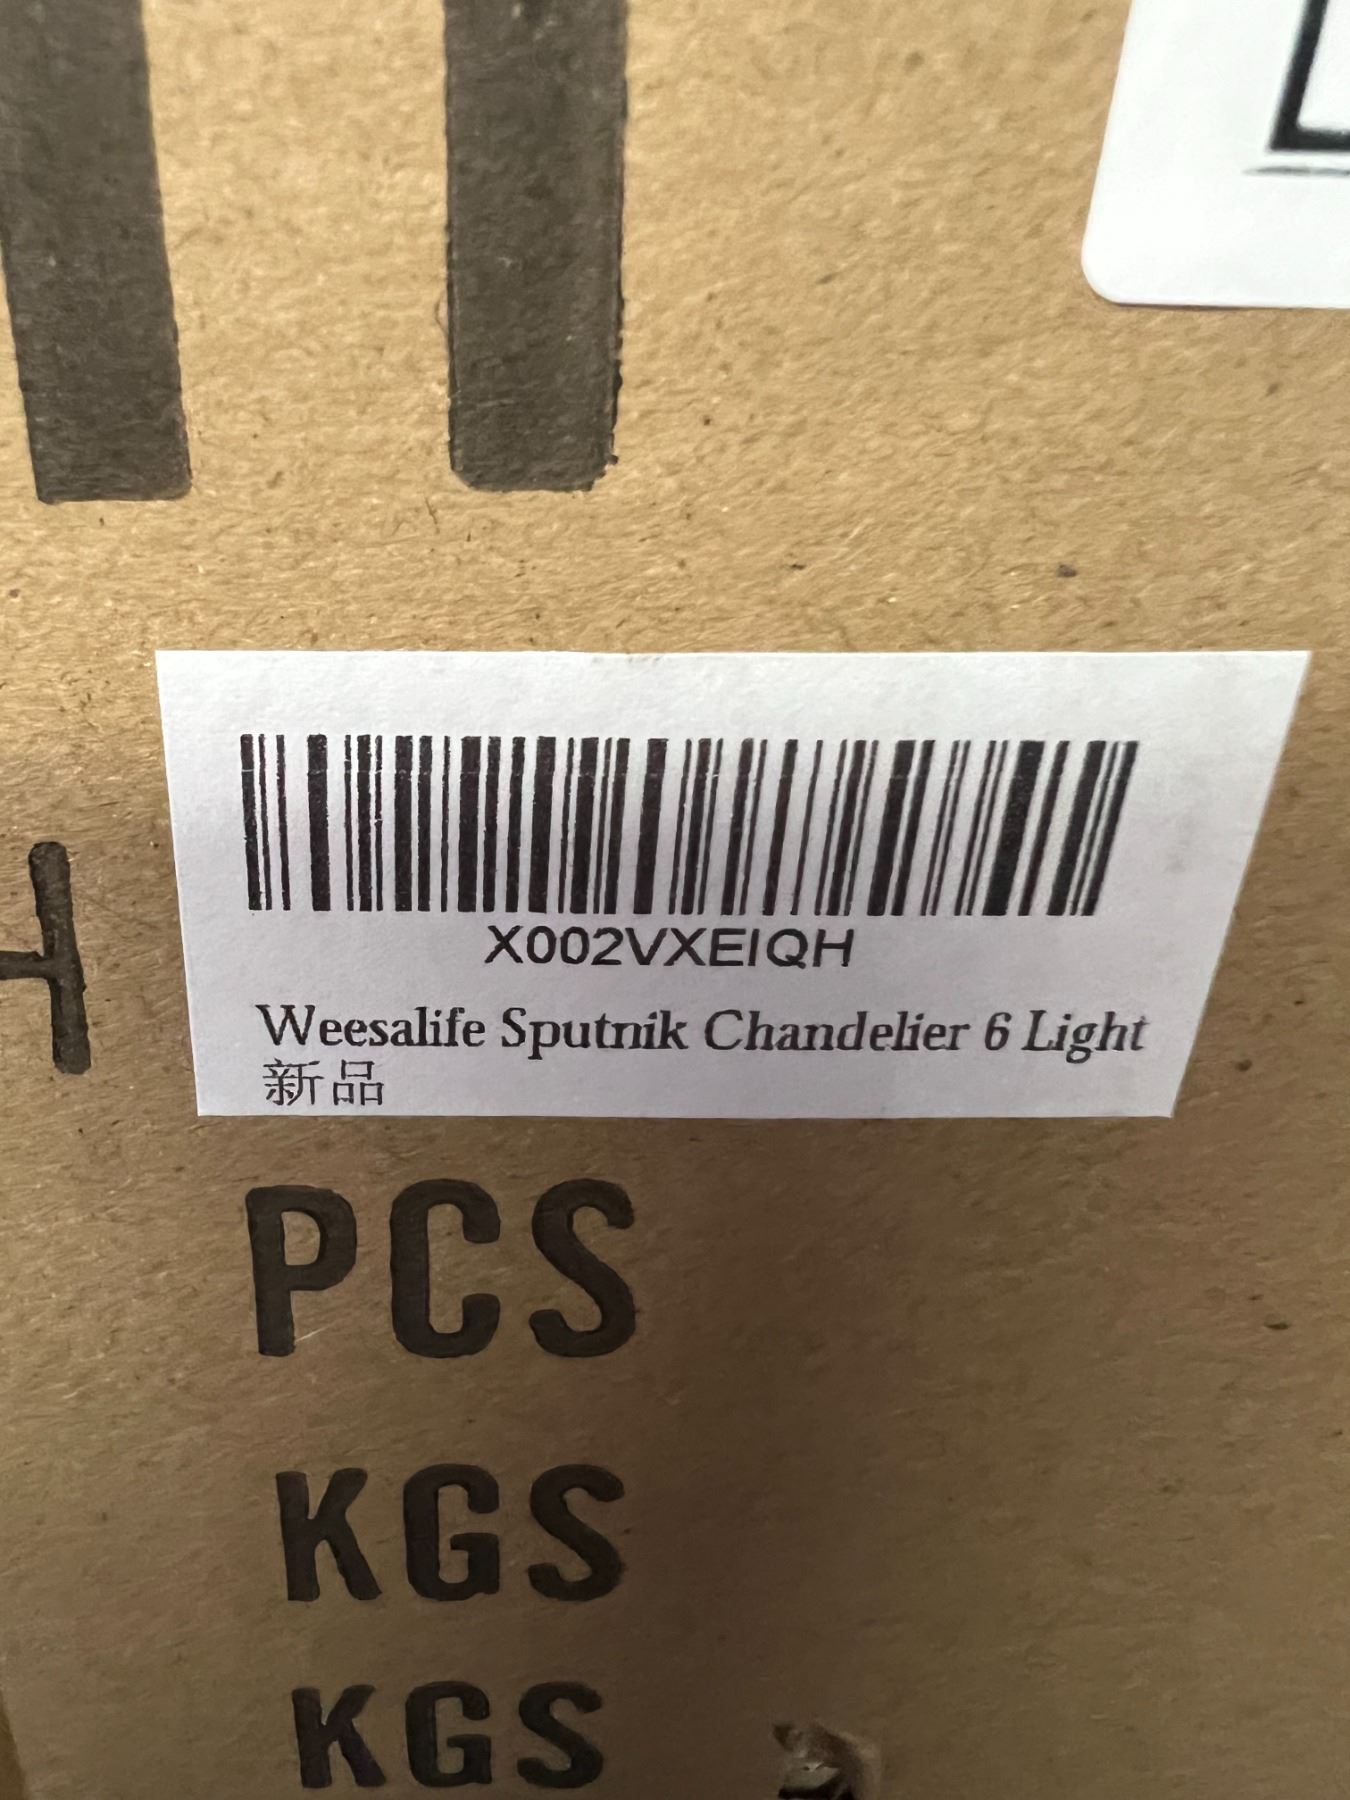 X002VXEIQH
Weesalife Sputnik Chandelier 6 Light
新品
H
PCS
KGS
KGS